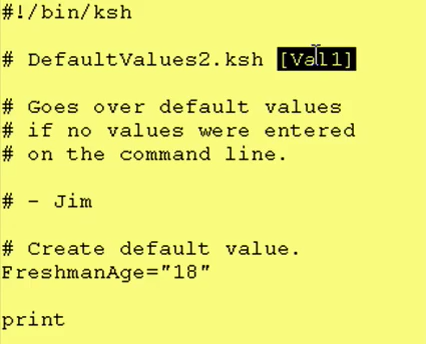 #!/bin/ksh
# DefaultValues2.ksh [Val1]
# Goes over default values
# if no values were entered
# on the command line.
# - Jim
# Create default value.
FreshmanAge="18"
print